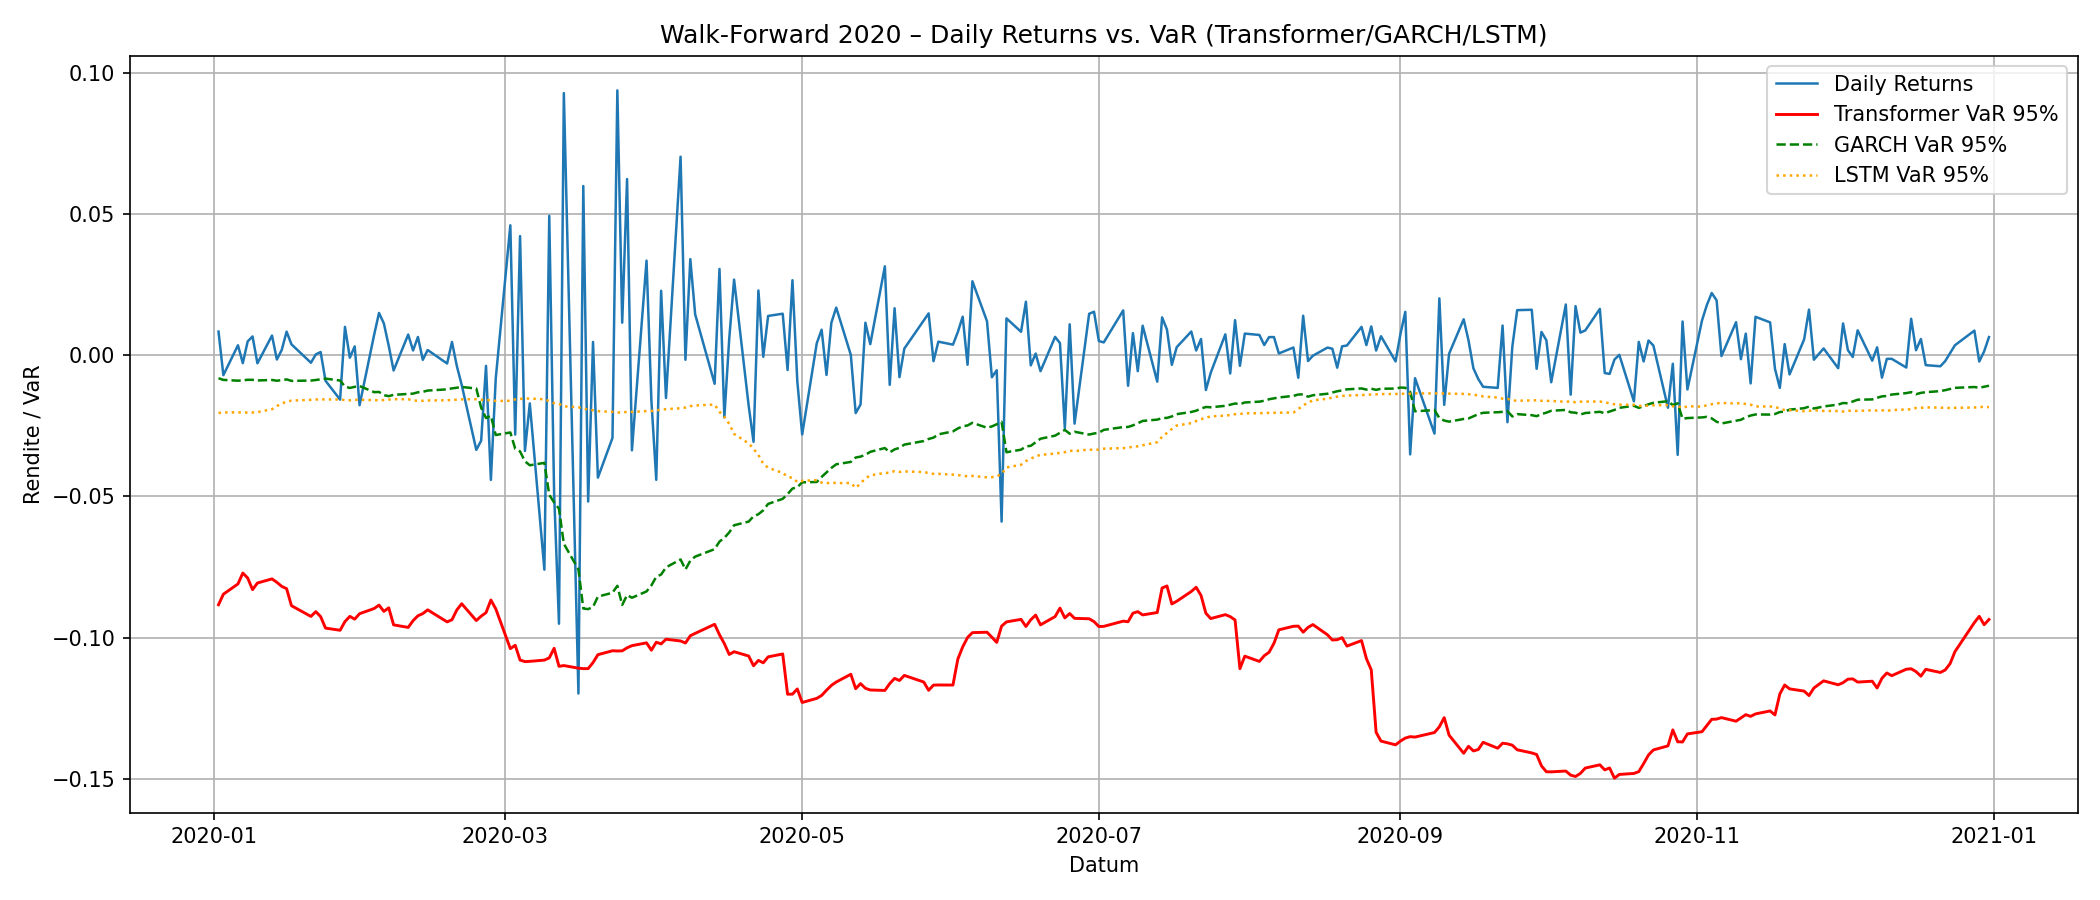 Walk-Forward 2020 – Daily Returns vs. VaR (Transformer/GARCH/LSTM)
Daily Returns
Transformer VaR 95%
GARCH VaR 95%
LSTM VaR 95%
Rendite / VaR
0.10
0.05
0.00
−0.05
−0.10
−0.15
2020-01
2020-03
2020-05
2020-07
2020-09
2020-11
2021-01
Datum